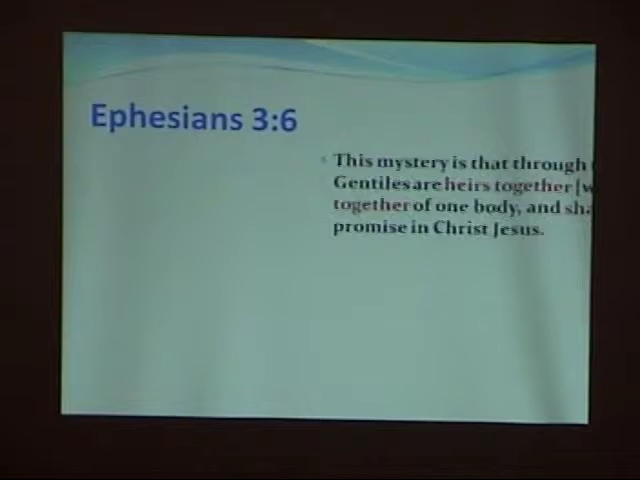 Ephesians 3:6
This mystery is that through
Gentiles are heirs together [w
together of one body, and sha
promise in Christ Jesus.